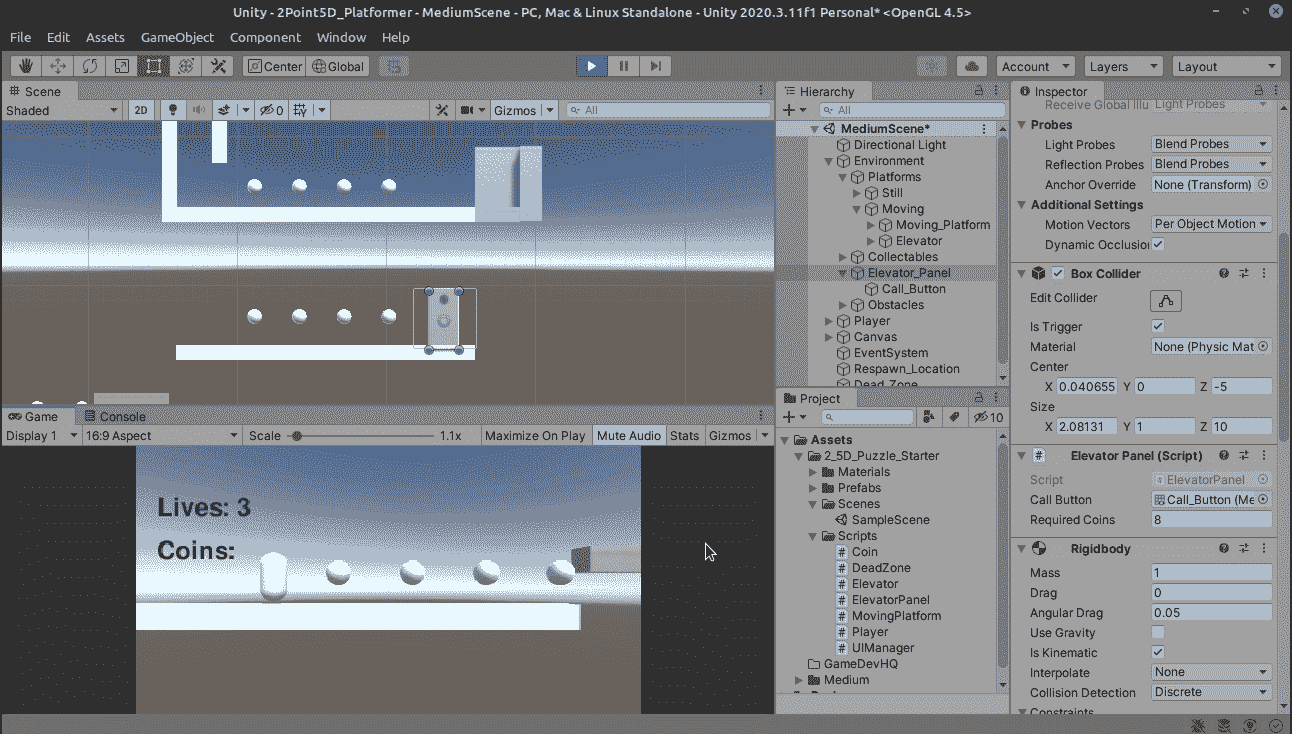 Unity - 2Point5D_Platformer - MediumScene - PC, Mac & Linux Standalone - Unity 2020.3.11f1 Personal* <OpenGL 4.5>
File Edit Assets GameObject Component Window Help
Center Global Account Layers Layout
Scene
Shaded 2D 0 Gizmos All
Game Console
Display 1 16:9 Aspect Scale 1.1x Maximize On Play Mute Audio Stats Gizmos
Lives: 3
Coins:
Hierarchy
All
MediumScene*
Directional Light
Environment
Platforms
Still
Moving
Moving_Platform
Elevator
Collectables
Elevator_Panel
Call_Button
Obstacles
Player
Canvas
EventSystem
Respawn_Location
Dead_Zone
Project
10
Assets
2_5D_Puzzle_Starter
Materials
Prefabs
Scenes
SampleScene
Scripts
Coin
DeadZone
Elevator
ElevatorPanel
MovingPlatform
Player
UIManager
GameDevHQ
Medium
Inspector
Receive Global Illu Light Probes
Probes
Light Probes Blend Probes
Reflection Probes Blend Probes
Anchor Override None (Transform)
Additional Settings
Motion Vectors Per Object Motion
Dynamic Occlusion
Box Collider
Edit Collider
Is Trigger
Material None (Physic Mat
Center
X 0.040655 Y 0 Z -5
Size
X 2.08131 Y 1 Z 10
Elevator Panel (Script)
Script ElevatorPanel
Call Button Call_Button (Me
Required Coins 8
Rigidbody
Mass 1
Drag 0
Angular Drag 0.05
Use Gravity
Is Kinematic
Interpolate None
Collision Detection Discrete
Constraints